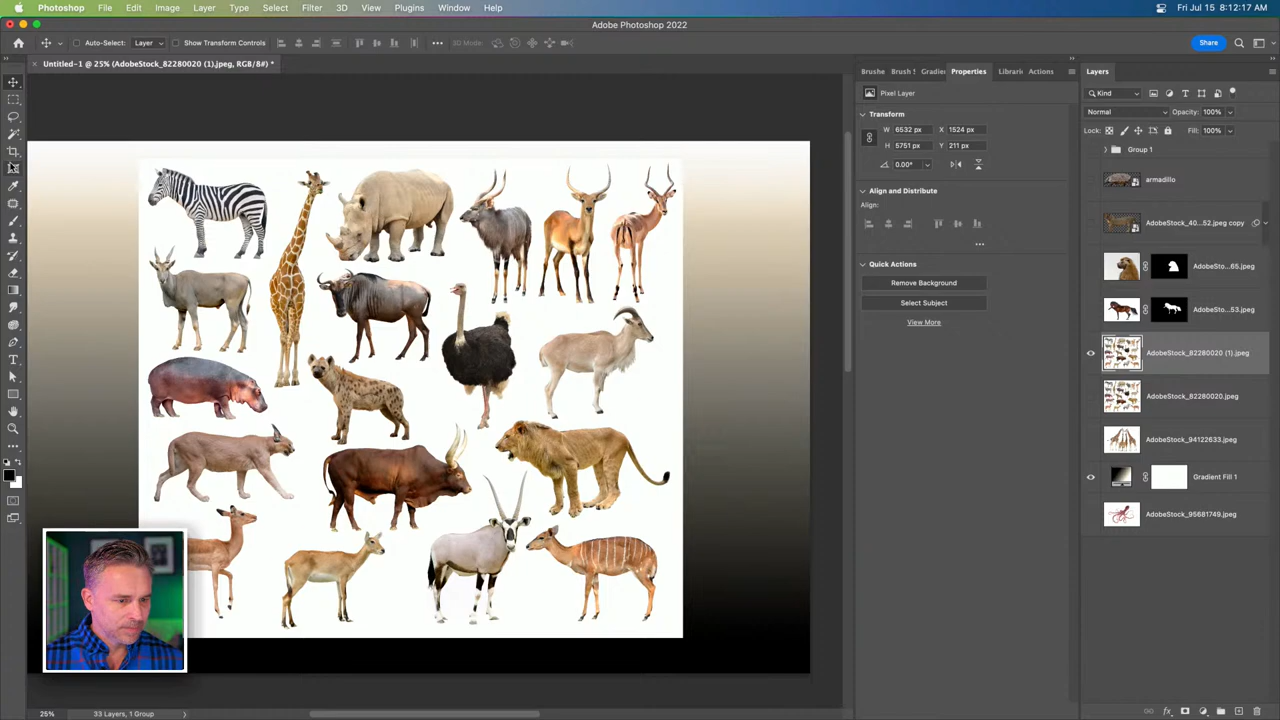 Photoshop File Edit Image Layer Type Select Filter 3D View Plugins Window Help Fri Jul 15 8:12:17 AM
Adobe Photoshop 2022
Auto-Select: Layer Show Transform Controls 3D Mode: Share
Untitled-1 @ 25% (AdobeStock_82280020 (1).jpeg, RGB/8#) *
Brushe Brush S Gradie Properties Librari Actions
Layers
Pixel Layer
Kind
Transform
Normal Opacity: 100%
W 6532 px X 1524 px
Lock: Fill: 100%
H 5751 px Y 211 px
Group 1
0.00°
armadillo
Align and Distribute
Align:
AdobeStock_40...52.jpeg copy
Quick Actions
AdobeSto...65.jpeg
Remove Background
Select Subject
AdobeSto...53.jpeg
View More
AdobeStock_82280020 (1).jpeg
AdobeStock_82280020.jpeg
AdobeStock_94122633.jpeg
Gradient Fill 1
AdobeStock_95681749.jpeg
25% 33 Layers, 1 Group
fx